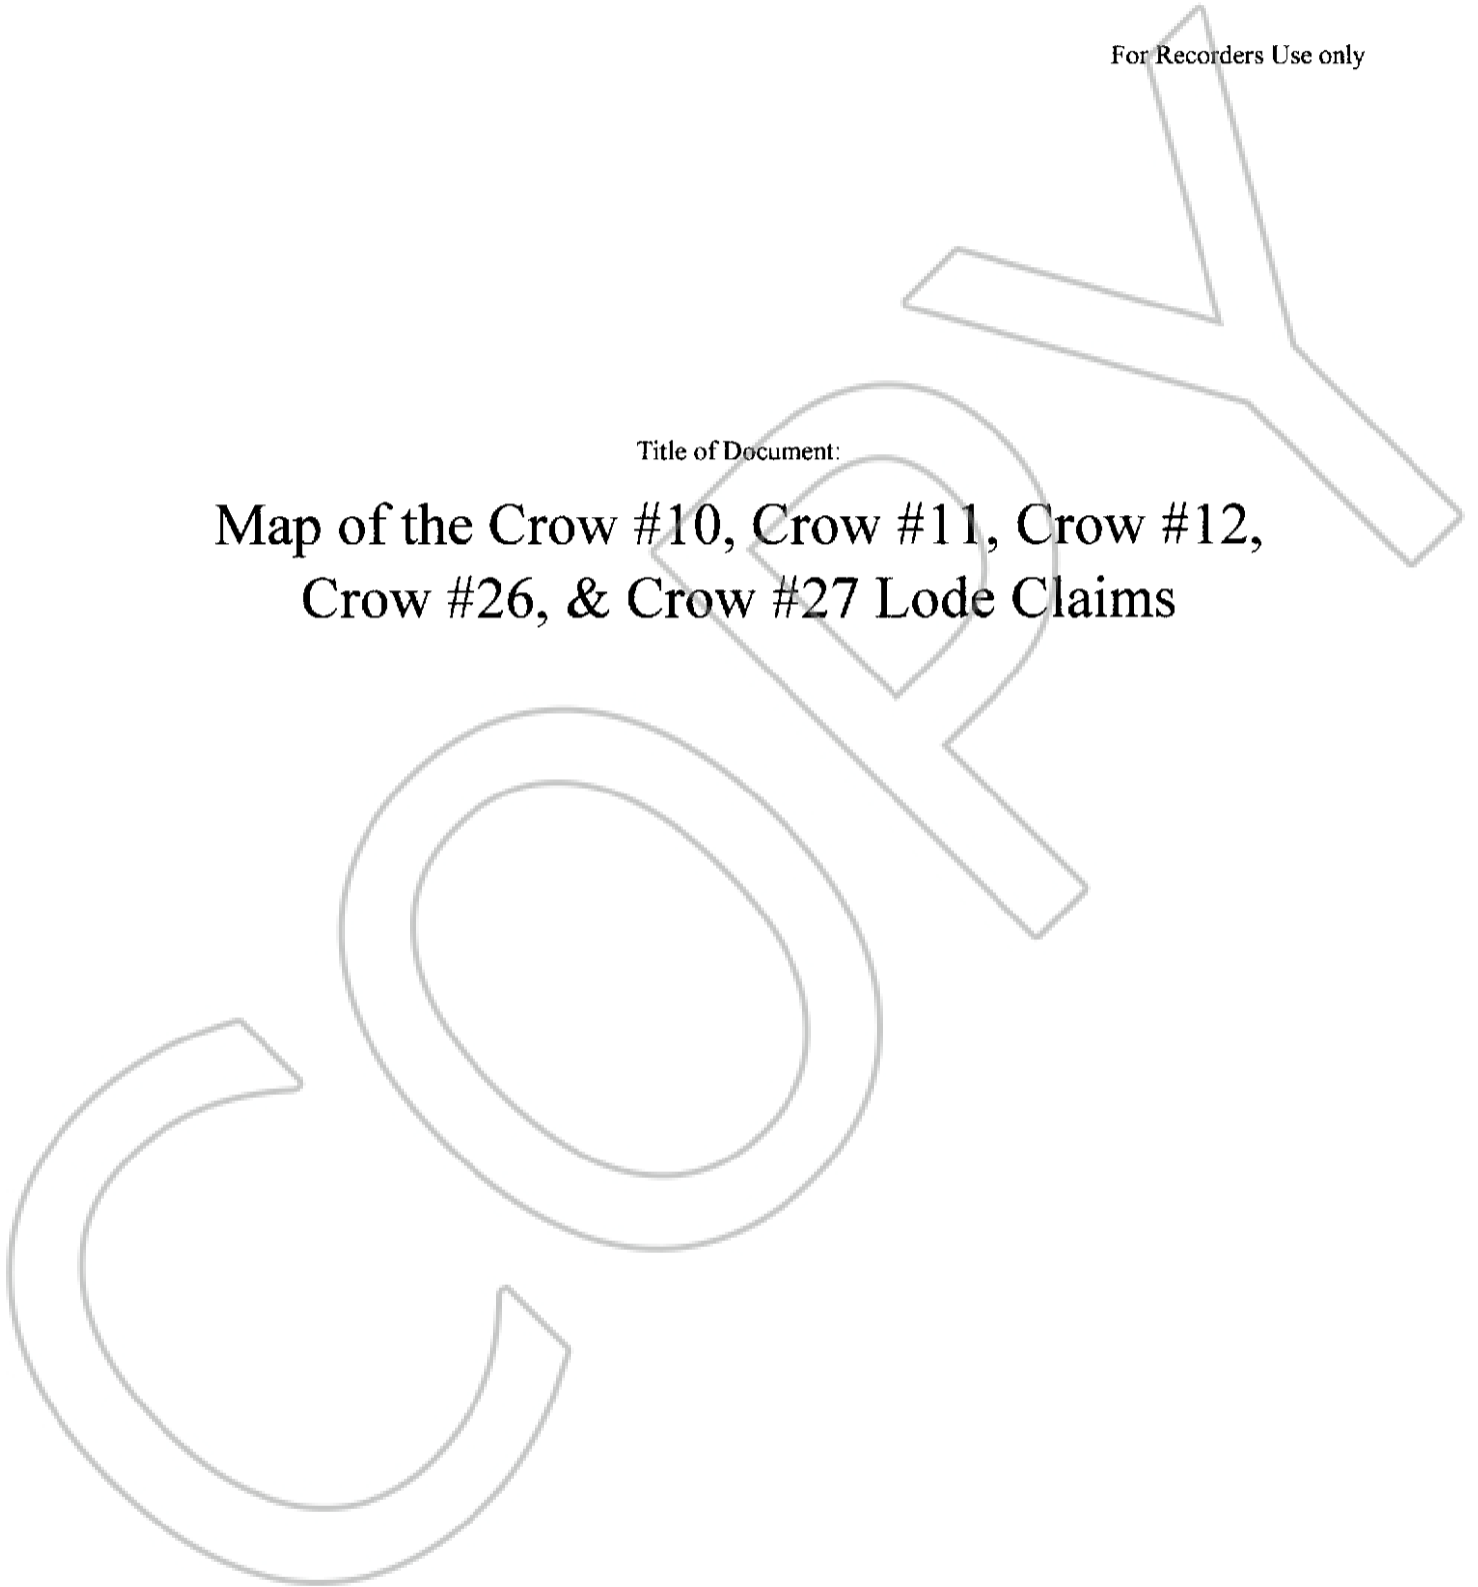 For Recorders Use only
Title of Document:
Map of the Crow #10, Crow #11, Crow #12,
Crow #26, & Crow #27 Lode Claims
COPY